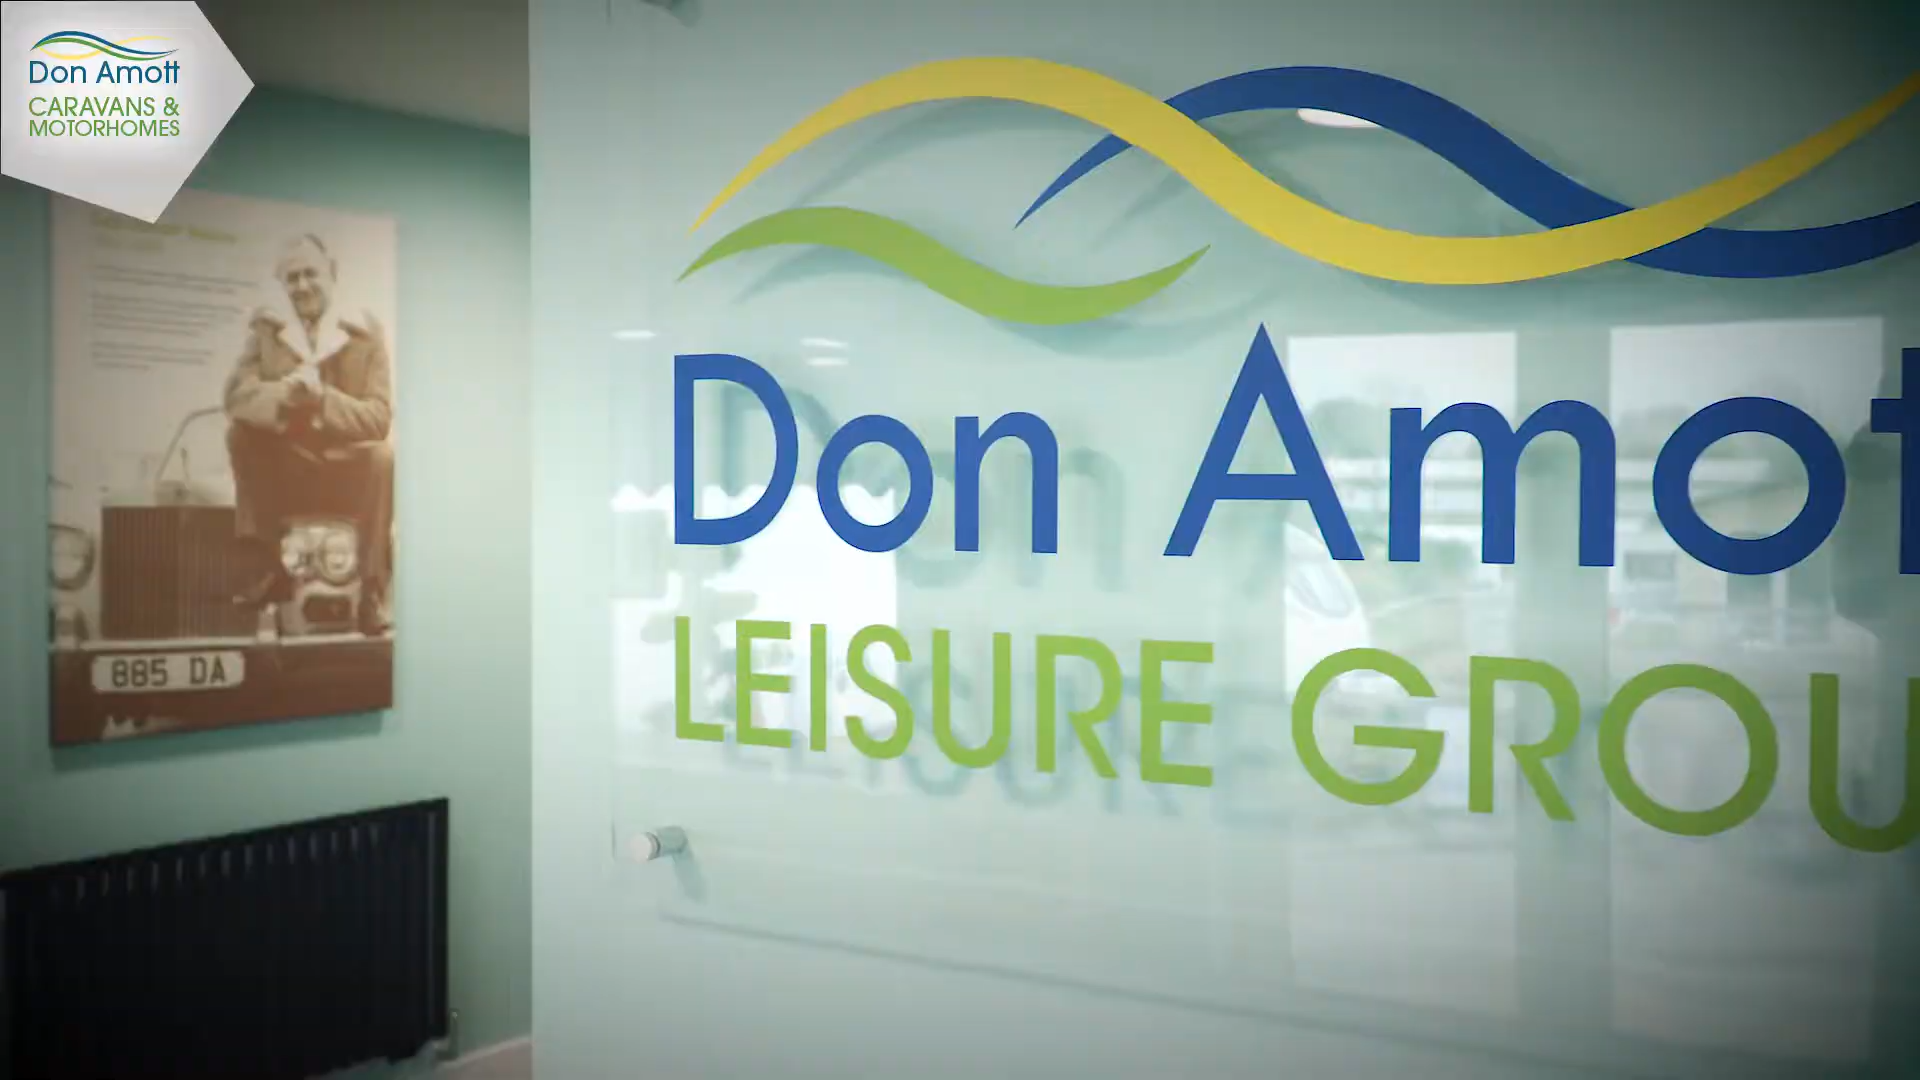 Don Amott
CARAVANS &
MOTORHOMES
885 DA
Don Amot
LEISURE GROU